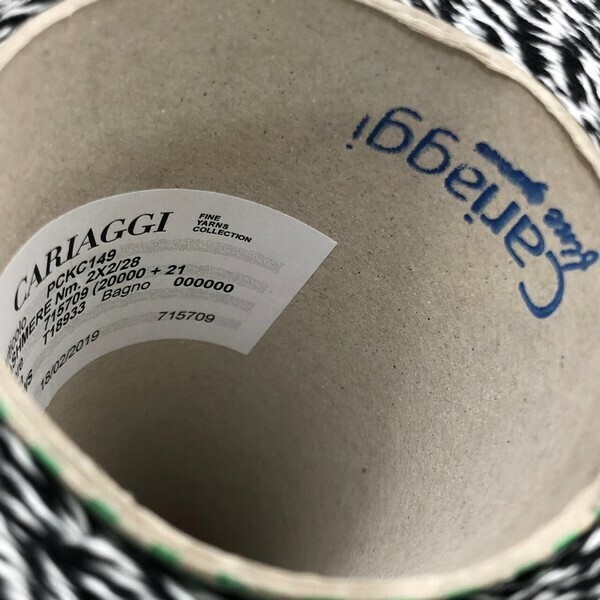 CARIAGGI
FINE
YARNS
COLLECTION
PCKC149
Nm. 2X2/28
715709 (20000 + 21
118933 Bagno 000000
18/02/2019 715709
Cariaggi
fine yarns